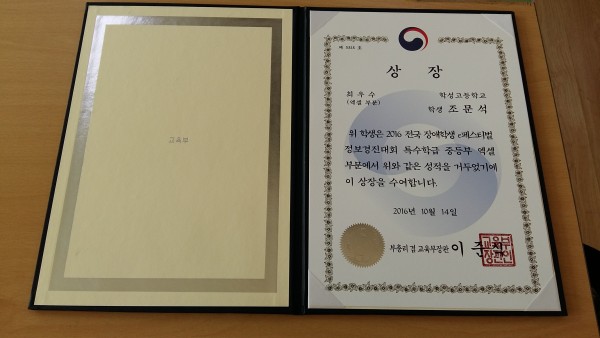 교육부
상 장
최우수
(엑셀 부문)
학성고등학교
학생 조문석
위 학생은 2016 전국 장애학생 e페스티벌
정보경진대회 특수학급 중등부 엑셀
부문에서 위와 같은 성적을 거두었기에
이 상장을 수여합니다.
2016년 10월 14일
부총리 겸 교육부장관 이 준